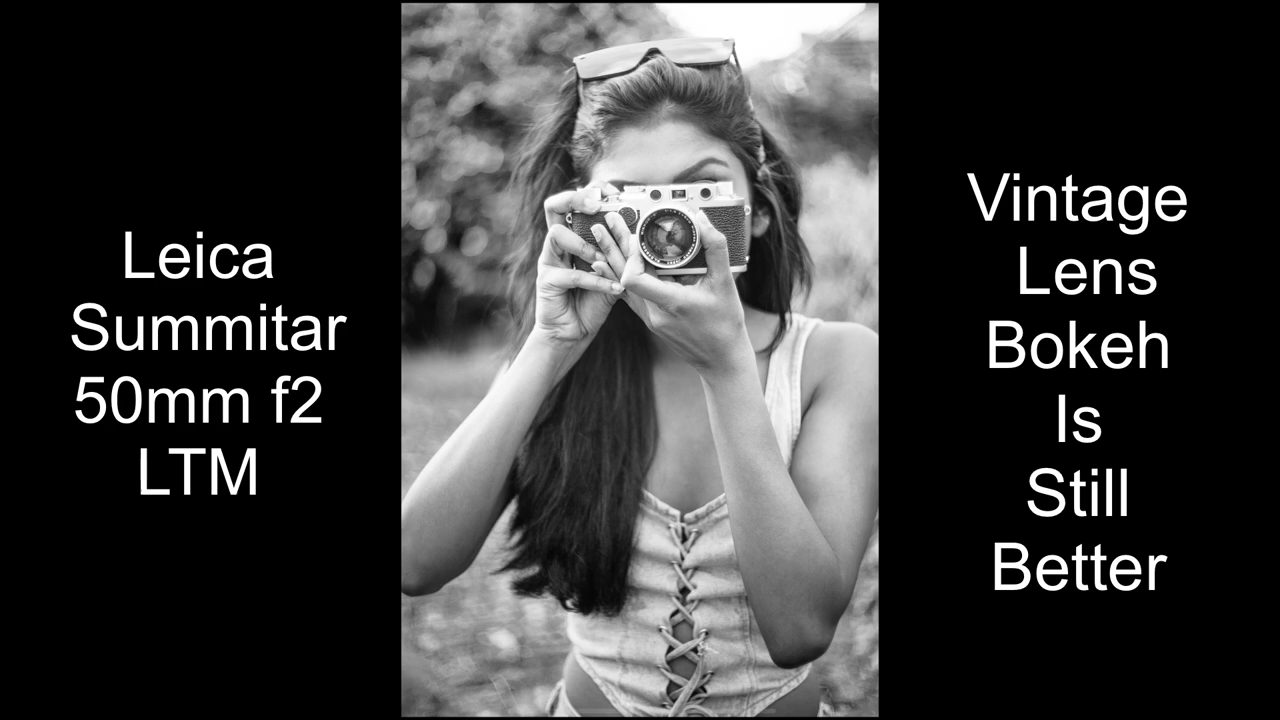 Leica
Summitar
50mm f2
LTM
Vintage
Lens
Bokeh
Is
Still
Better